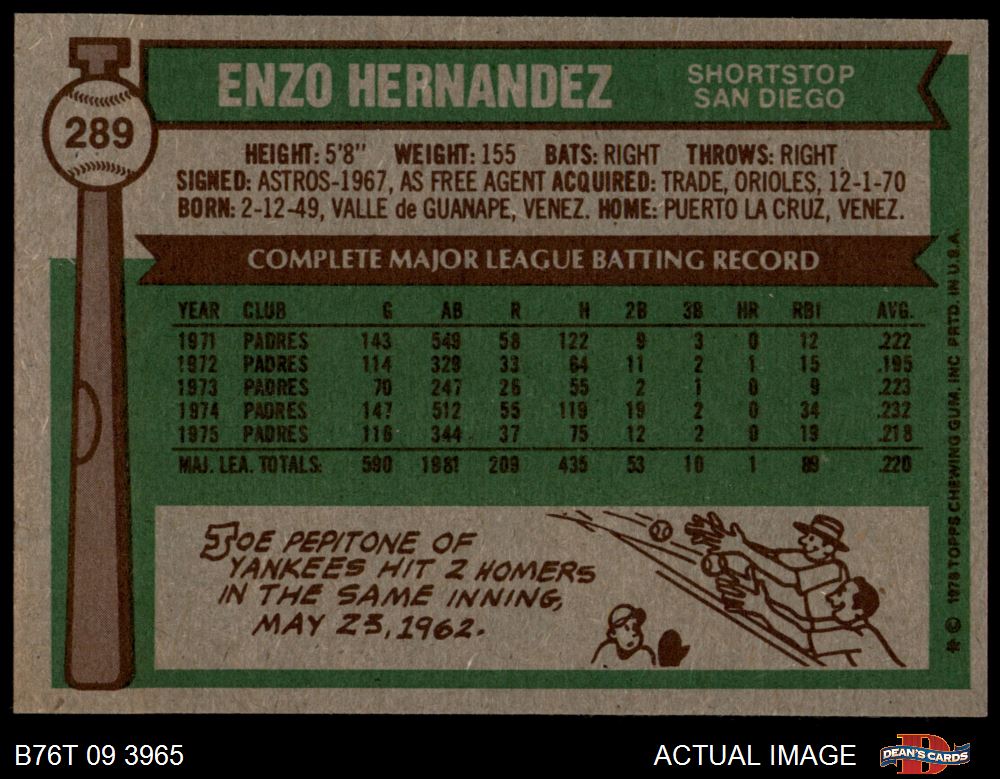 289
ENZO HERNANDEZ
SHORTSTOP
SAN DIEGO
HEIGHT: 5'8" WEIGHT: 155 BATS: RIGHT THROWS: RIGHT
SIGNED: ASTROS-1967, AS FREE AGENT ACQUIRED: TRADE, ORIOLES, 12-1-70
BORN: 2-12-49, VALLE de GUANAPE, VENEZ. HOME: PUERTO LA CRUZ, VENEZ.
COMPLETE MAJOR LEAGUE BATTING RECORD
YEAR CLUB G AB R H 2B 3B HR RBI AVG.
1971 PADRES 143 549 58 122 9 3 0 12 .222
1972 PADRES 114 329 33 64 11 2 1 15 .195
1973 PADRES 70 247 26 55 2 1 0 9 .223
1974 PADRES 147 512 55 119 19 2 0 34 .232
1975 PADRES 116 344 37 75 12 2 0 19 .218
MAJ. LEA. TOTALS: 590 1981 209 435 53 10 1 89 .220
JOE PEPITONE OF
YANKEES HIT 2 HOMERS
IN THE SAME INNING,
MAY 23, 1962.
© 1976 TOPPS CHEWING GUM, INC. PRTD. IN U.S.A.
B76T 09 3965
ACTUAL IMAGE
D
DEAN'S CARDS